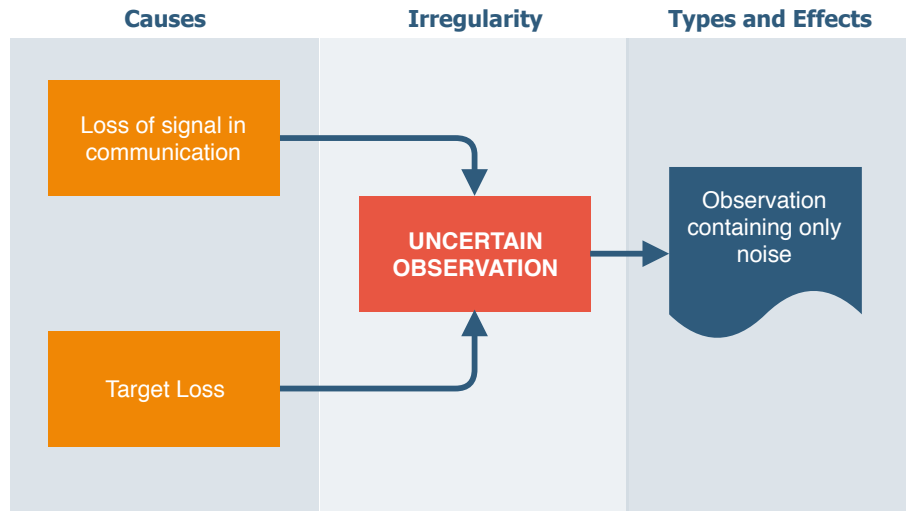 Causes
Irregularity
Types and Effects
Loss of signal in
communication
UNCERTAIN
OBSERVATION
Observation
containing only
noise
Target Loss